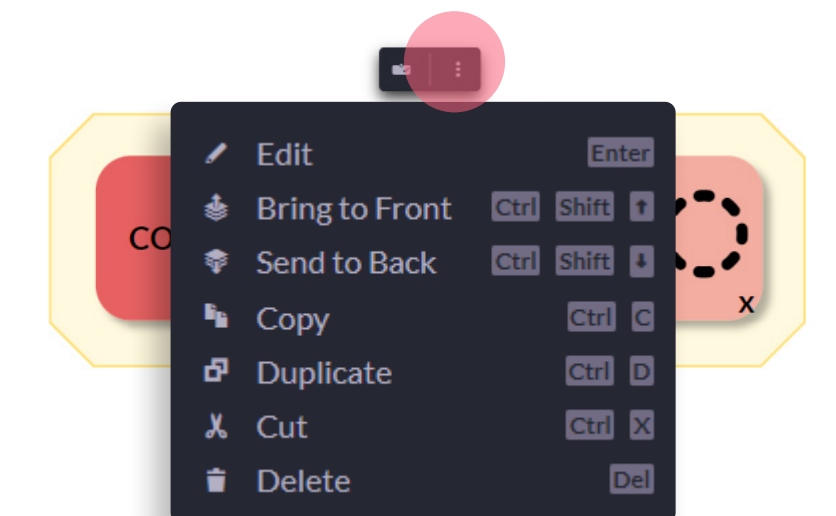 Edit Enter
Bring to Front Ctrl Shift ↑
Send to Back Ctrl Shift ↓
CO
Copy Ctrl C
x
Duplicate Ctrl D
Cut Ctrl X
Delete Del